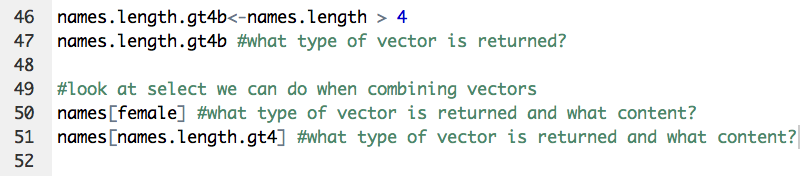 46 names.length.gt4b<-names.length > 4
47 names.length.gt4b #what type of vector is returned?
48
49 #look at select we can do when combining vectors
50 names[female] #what type of vector is returned and what content?
51 names[names.length.gt4] #what type of vector is returned and what content?
52